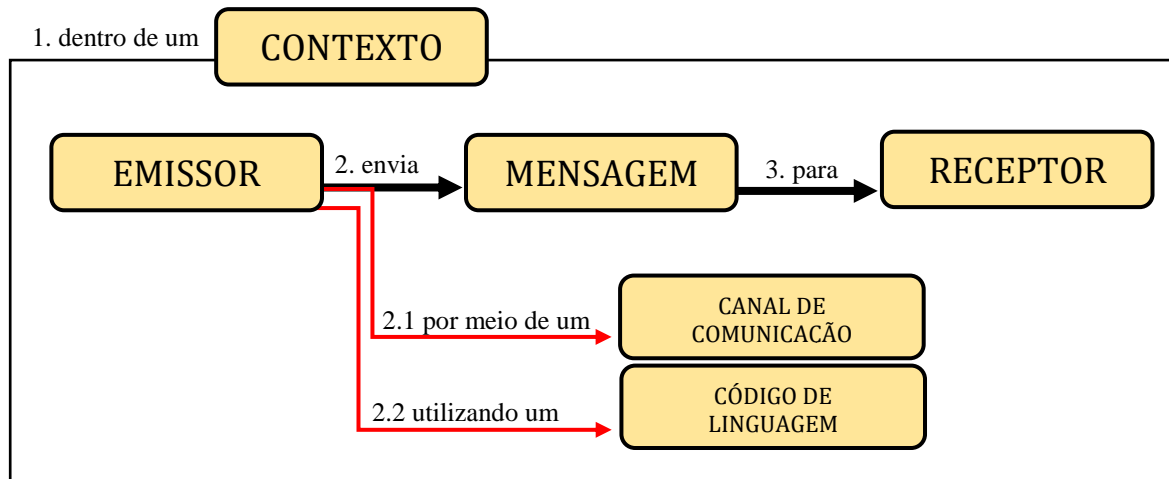 1. dentro de um
CONTEXTO
EMISSOR
2. envia
MENSAGEM
3. para
RECEPTOR
2.1 por meio de um
CANAL DE
COMUNICACÃO
2.2 utilizando um
CÓDIGO DE
LINGUAGEM